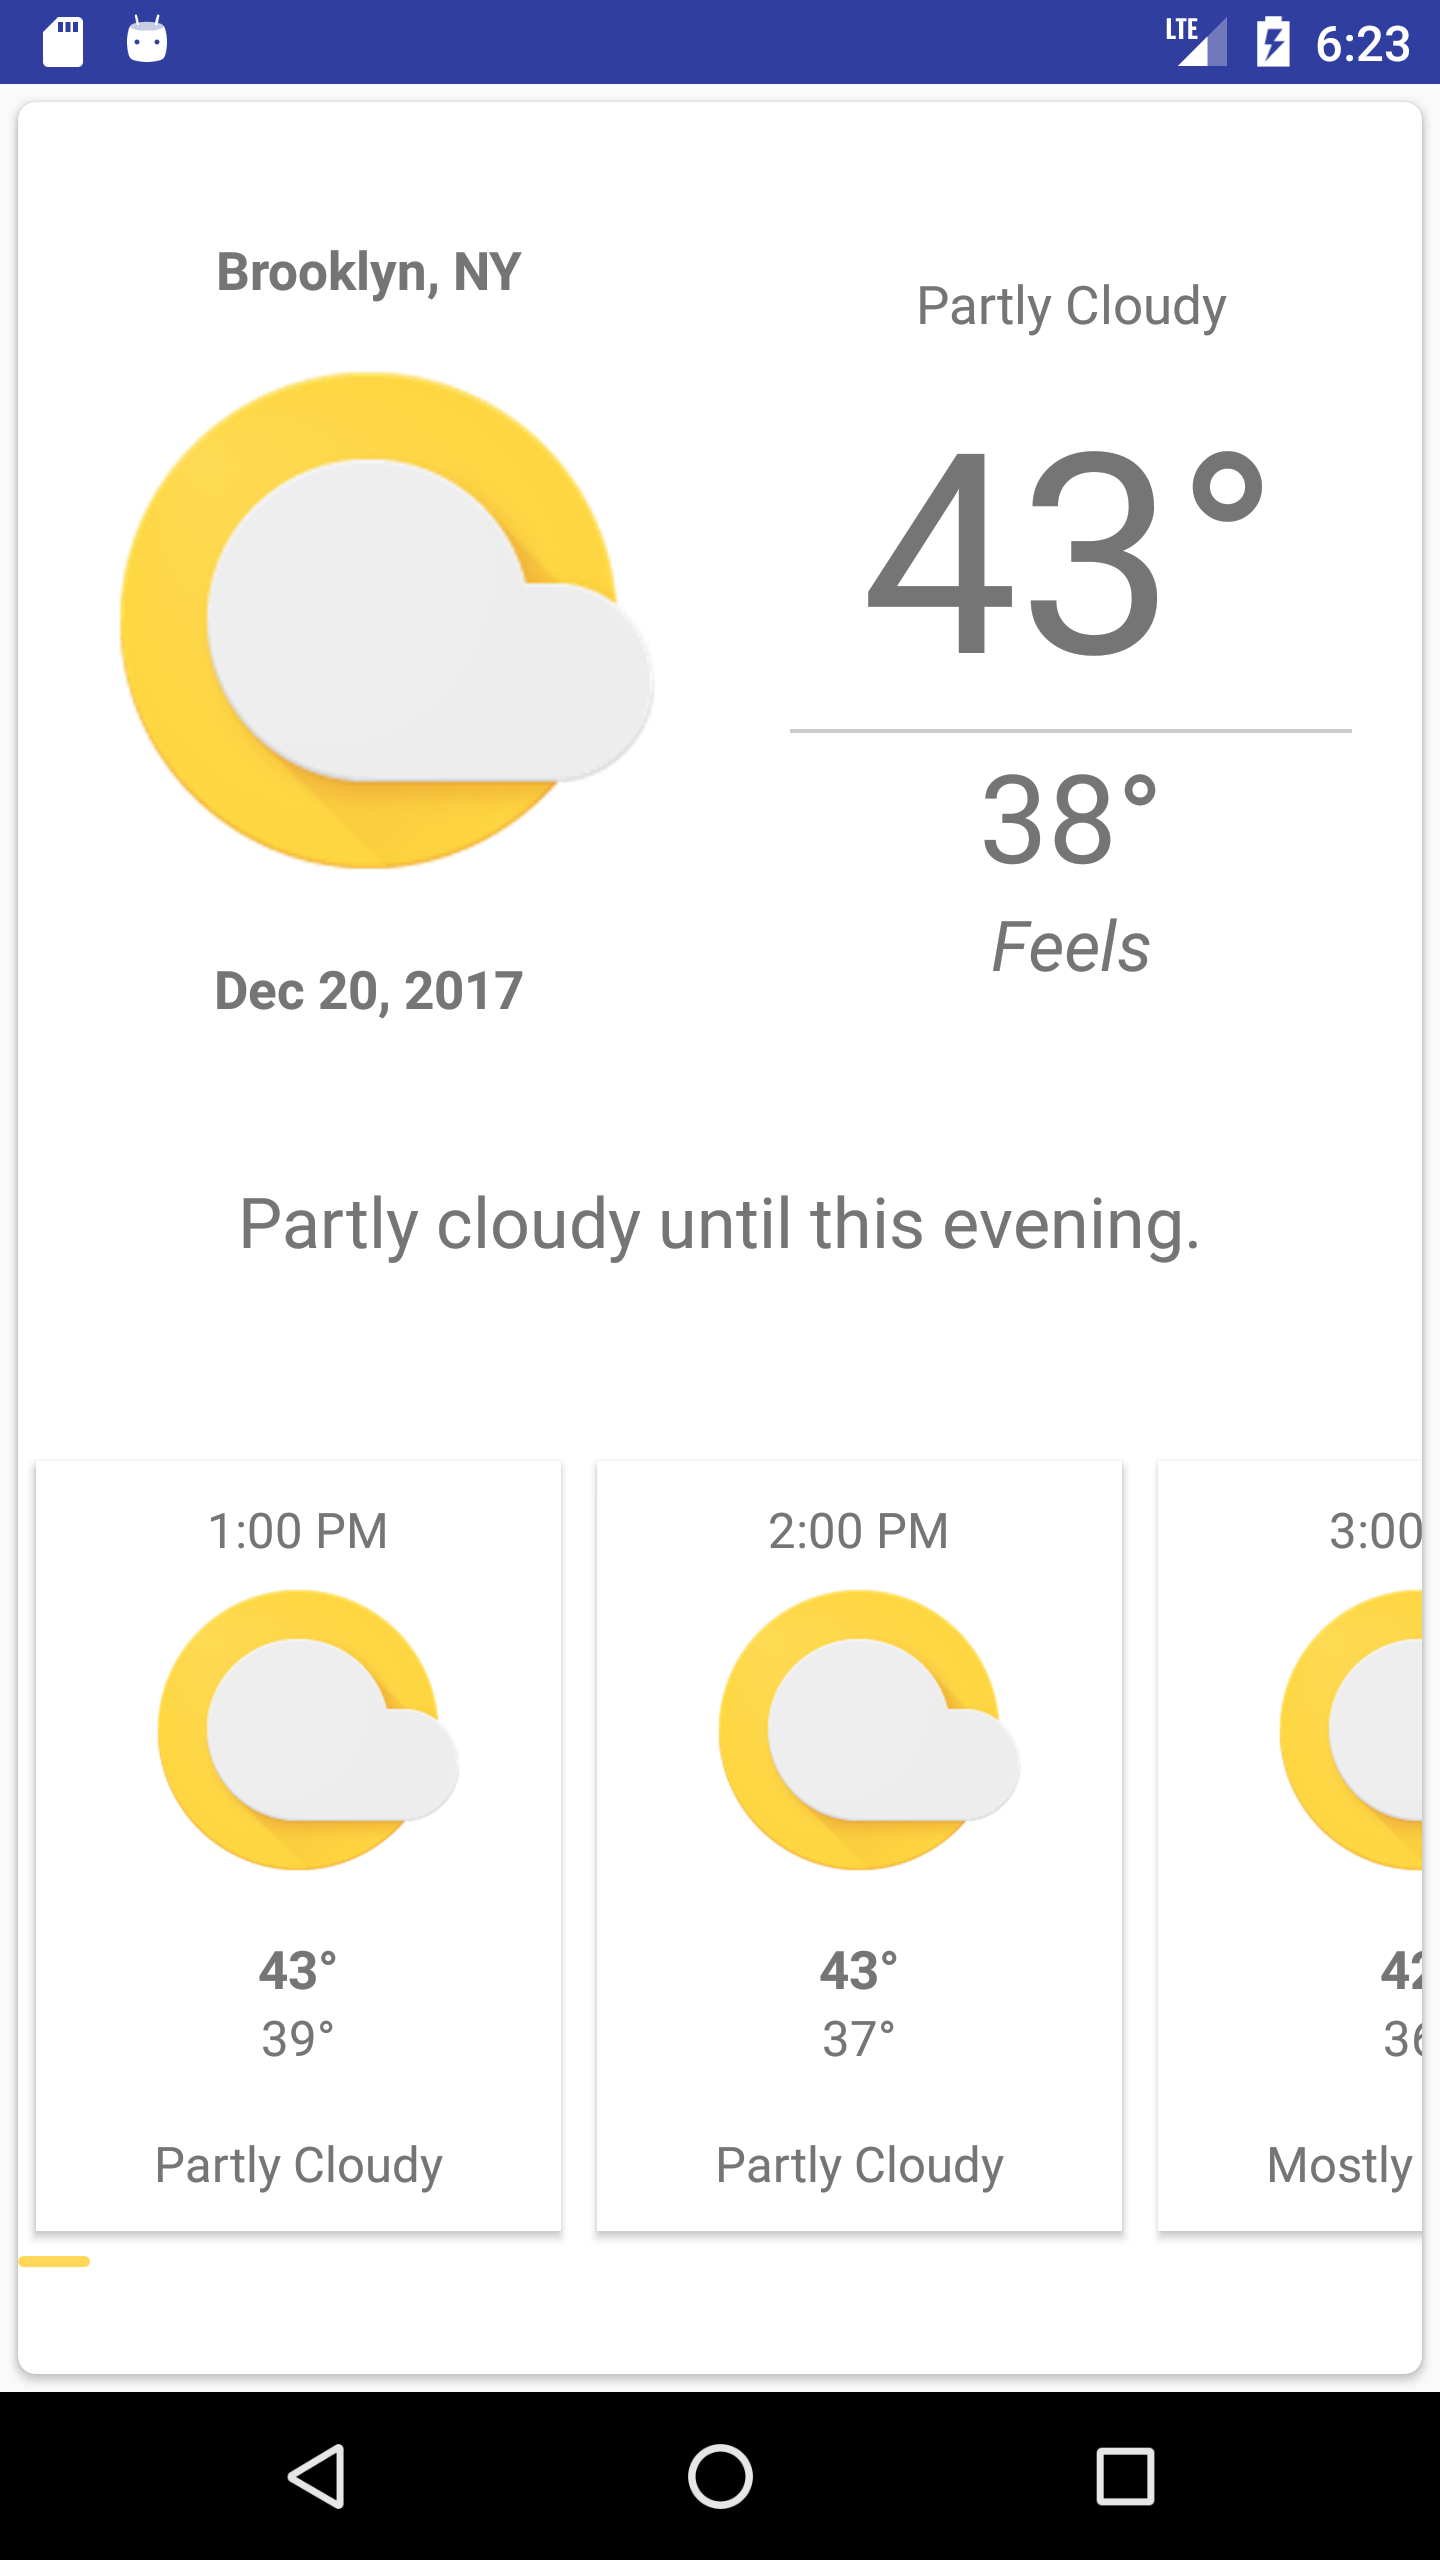 LTE 6:23
Brooklyn, NY
Partly Cloudy
43°
38°
Feels
Dec 20, 2017
Partly cloudy until this evening.
1:00 PM
43°
39°
Partly Cloudy
2:00 PM
43°
37°
Partly Cloudy
3:00
42
36
Mostly